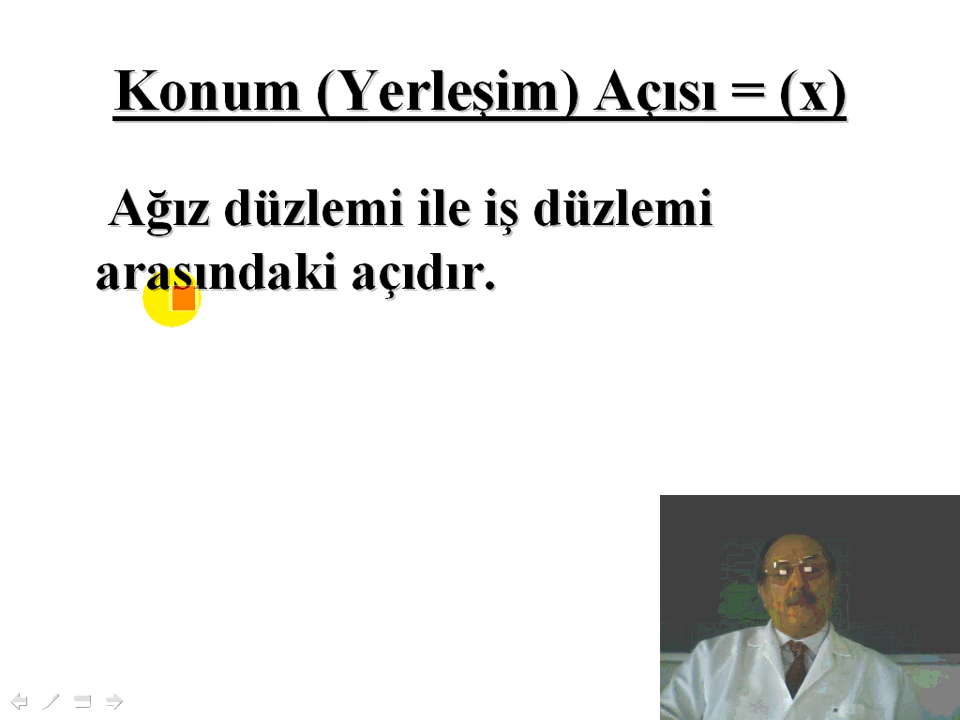 Konum (Yerleşim) Açısı = (x)
Ağız düzlemi ile iş düzlemi
arasındaki açıdır.